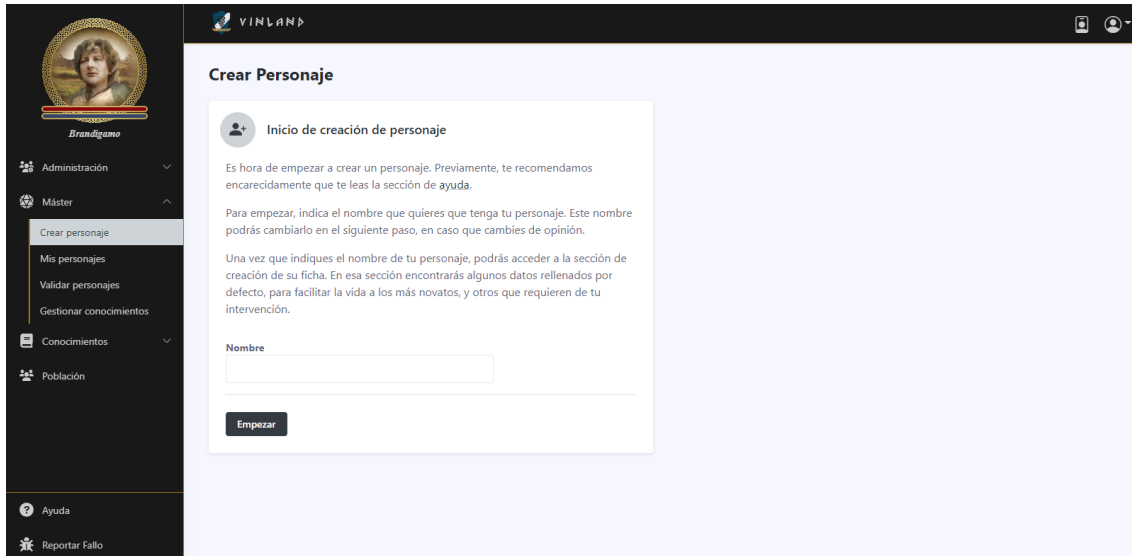 VINLAND
Brandigamo
Administración
Máster
Crear personaje
Mis personajes
Validar personajes
Gestionar conocimientos
Conocimientos
Población
Ayuda
Reportar Fallo
Crear Personaje
Inicio de creación de personaje
Es hora de empezar a crear un personaje. Previamente, te recomendamos
encarecidamente que te leas la sección de ayuda.
Para empezar, indica el nombre que quieres que tenga tu personaje. Este nombre
podrás cambiarlo en el siguiente paso, en caso que cambies de opinión.
Una vez que indiques el nombre de tu personaje, podrás acceder a la sección de
creación de su ficha. En esa sección encontrarás algunos datos rellenados por
defecto, para facilitar la vida a los más novatos, y otros que requieren de tu
intervención.
Nombre
Empezar